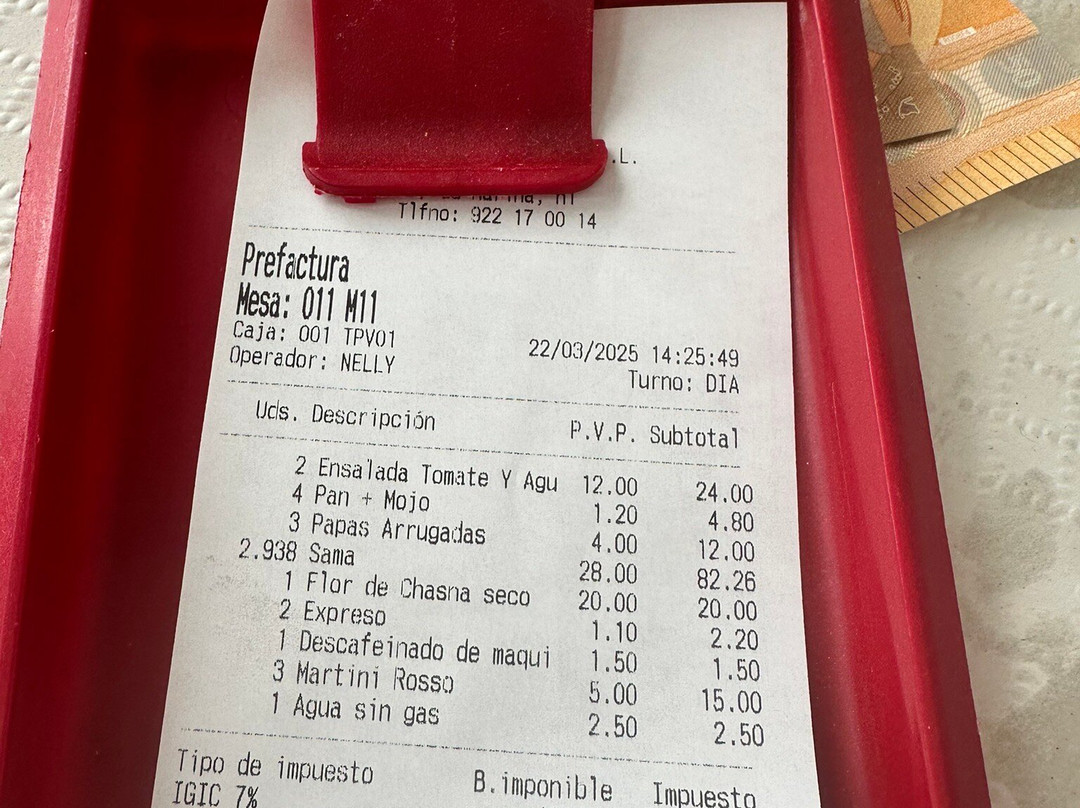 .L.
Tlfno: 922 17 00 14
Prefactura
Mesa: 011 M11
Caja: 001 TPV01
Operador: NELLY
22/03/2025 14:25:49
Turno: DIA
Uds. Descripción P.V.P. Subtotal
2 Ensalada Tomate Y Agu 12.00 24.00
4 Pan + Mojo 1.20 4.80
3 Papas Arrugadas 4.00 12.00
2.938 Sama 28.00 82.26
1 Flor de Chasna seco 20.00 20.00
2 Expreso 1.10 2.20
1 Descafeinado de maqui 1.50 1.50
3 Martini Rosso 5.00 15.00
1 Agua sin gas 2.50 2.50
Tipo de impuesto B.imponible Impuesto
IGIC 7%